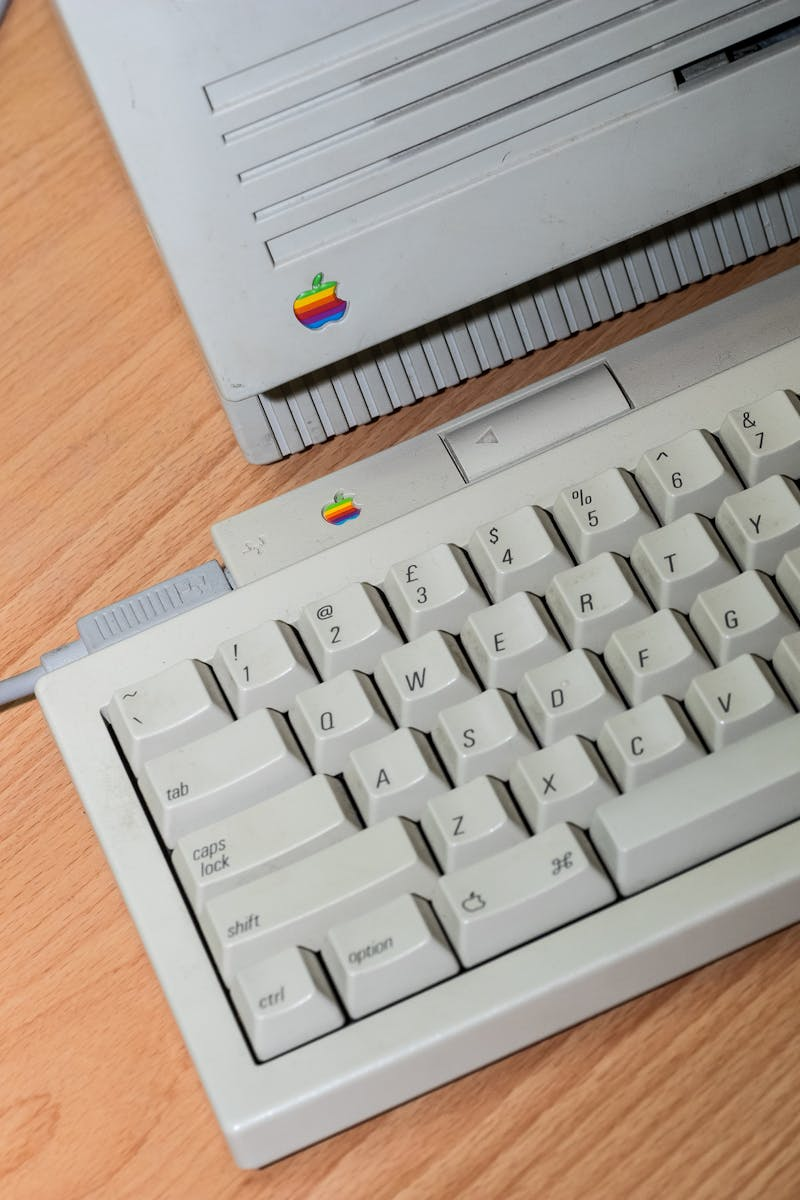 ~ `
! 1
@ 2
£ 3
$ 4
% 5
^ 6
& 7
tab
Q W E R T Y
caps lock
A S D F G
shift
Z X C V
ctrl
option
⌘